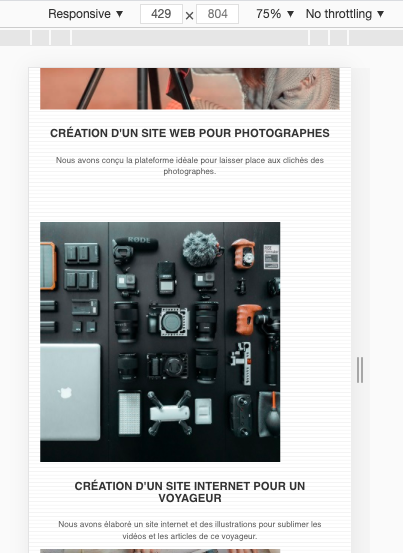 Responsive ▼ 429 × 804 75% ▼ No throttling ▼
CRÉATION D'UN SITE WEB POUR PHOTOGRAPHES
Nous avons conçu la plateforme idéale pour laisser place aux clichés des
photographes.
RODE
CRÉATION D'UN SITE INTERNET POUR UN
VOYAGEUR
Nous avons élaboré un site internet et des illustrations pour sublimer les
vidéos et les articles de ce voyageur.